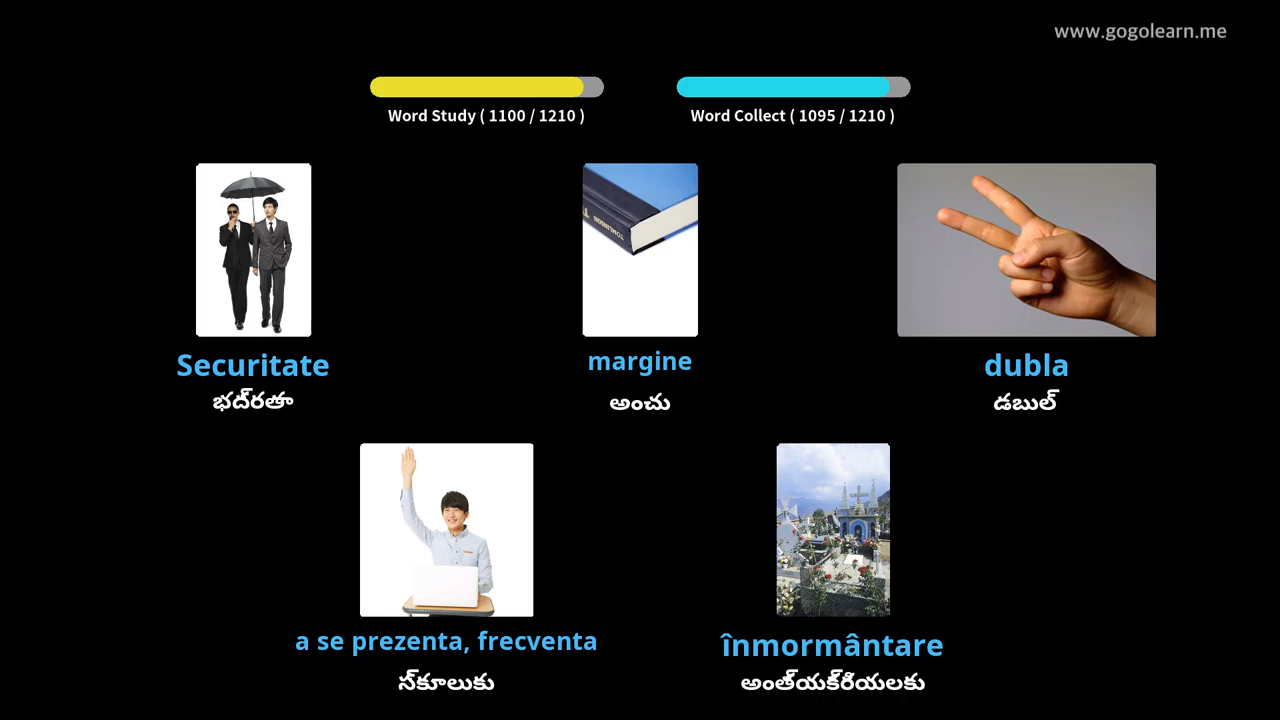 www.gogolearn.me
Word Study ( 1100 / 1210 )
Word Collect ( 1095 / 1210 )
TOMLINSON
Securitate
margine
dubla
భద్రతా
అంచు
డబుల్
a se prezenta, frecventa
înmormântare
స్కూలుకు
అంత్యక్రియలకు